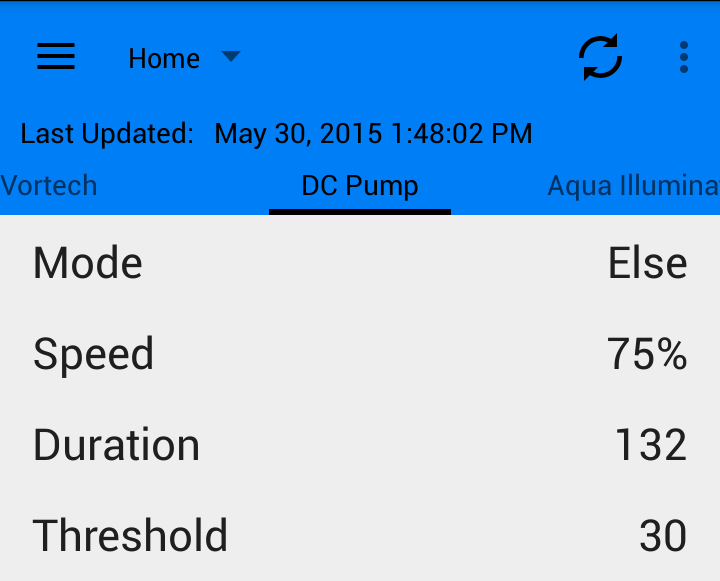 Home
Last Updated: May 30, 2015 1:48:02 PM
Vortech DC Pump Aqua Illumina
Mode Else
Speed 75%
Duration 132
Threshold 30